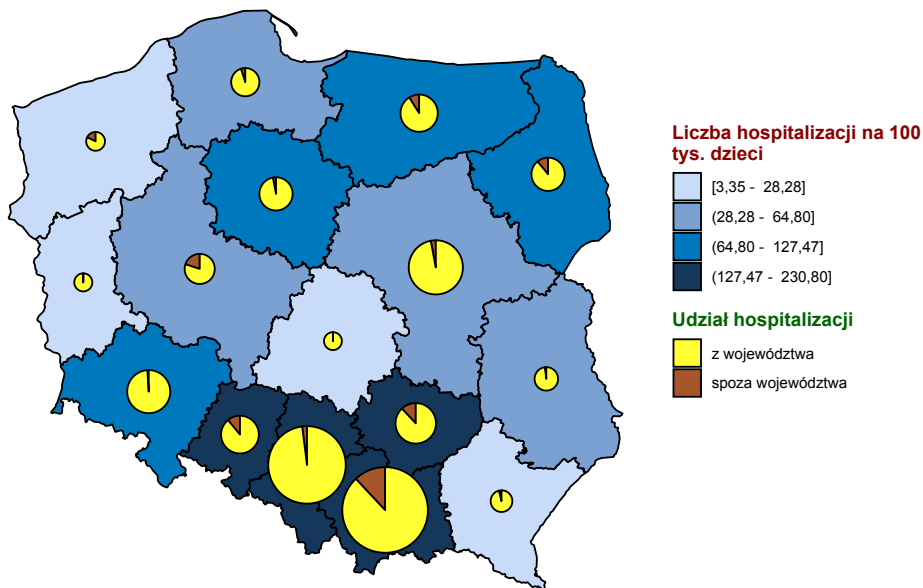 Liczba hospitalizacji na 100
tys. dzieci
[3,35 - 28,28]
(28,28 - 64,80]
(64,80 - 127,47]
(127,47 - 230,80]
Udział hospitalizacji
z województwa
spoza województwa